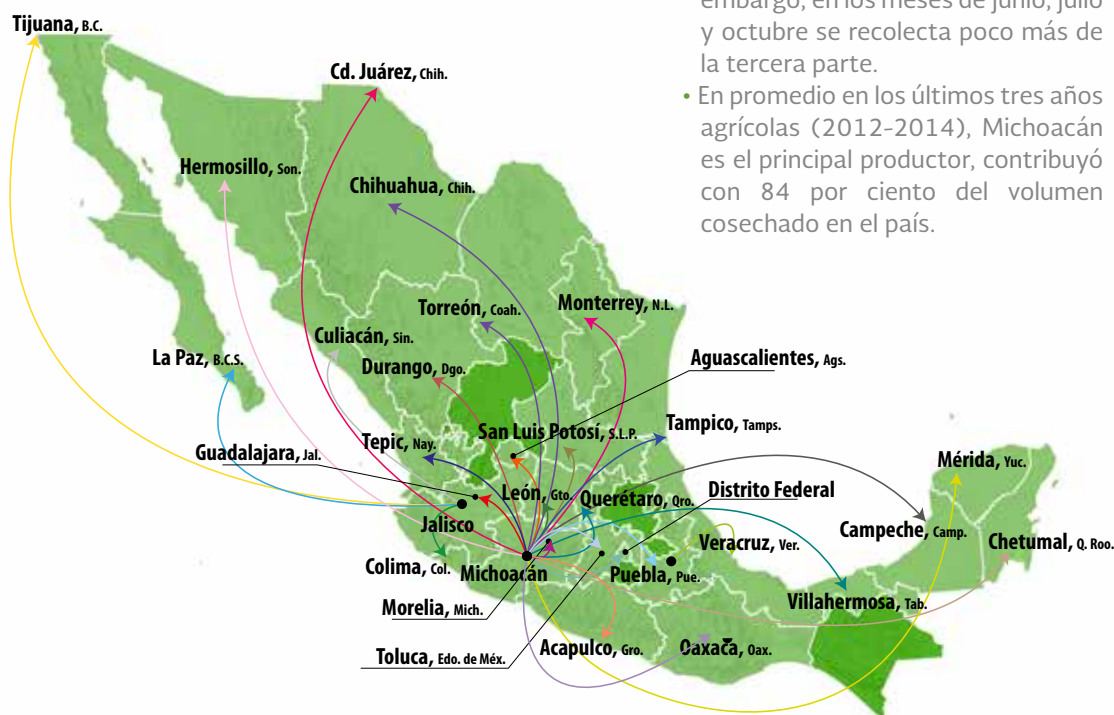 embargo, en los meses de junio, julio
y octubre se recolecta poco más de
la tercera parte.
• En promedio en los últimos tres años
agrícolas (2012-2014), Michoacán
es el principal productor, contribuyó
con 84 por ciento del volumen
cosechado en el país.
Tijuana, B.C.
Cd. Juárez, Chih.
Hermosillo, Son.
Chihuahua, Chih.
Torreón, Coah.
Monterrey, N.L.
Culiacán, Sin.
La Paz, B.C.S.
Durango, Dgo.
Aguascalientes, Ags.
Tepic, Nay.
San Luis Potosí, S.L.P.
Tampico, Tamps.
Guadalajara, Jal.
León, Gto.
Querétaro, Qro.
Distrito Federal
Mérida, Yuc.
Jalisco
Veracruz, Ver.
Campeche, Camp.
Chetumal, Q. Roo.
Colima, Col.
Michoacán
Puebla, Pue.
Morelia, Mich.
Villahermosa, Tab.
Toluca, Edo. de Méx.
Acapulco, Gro.
Oaxaca, Oax.